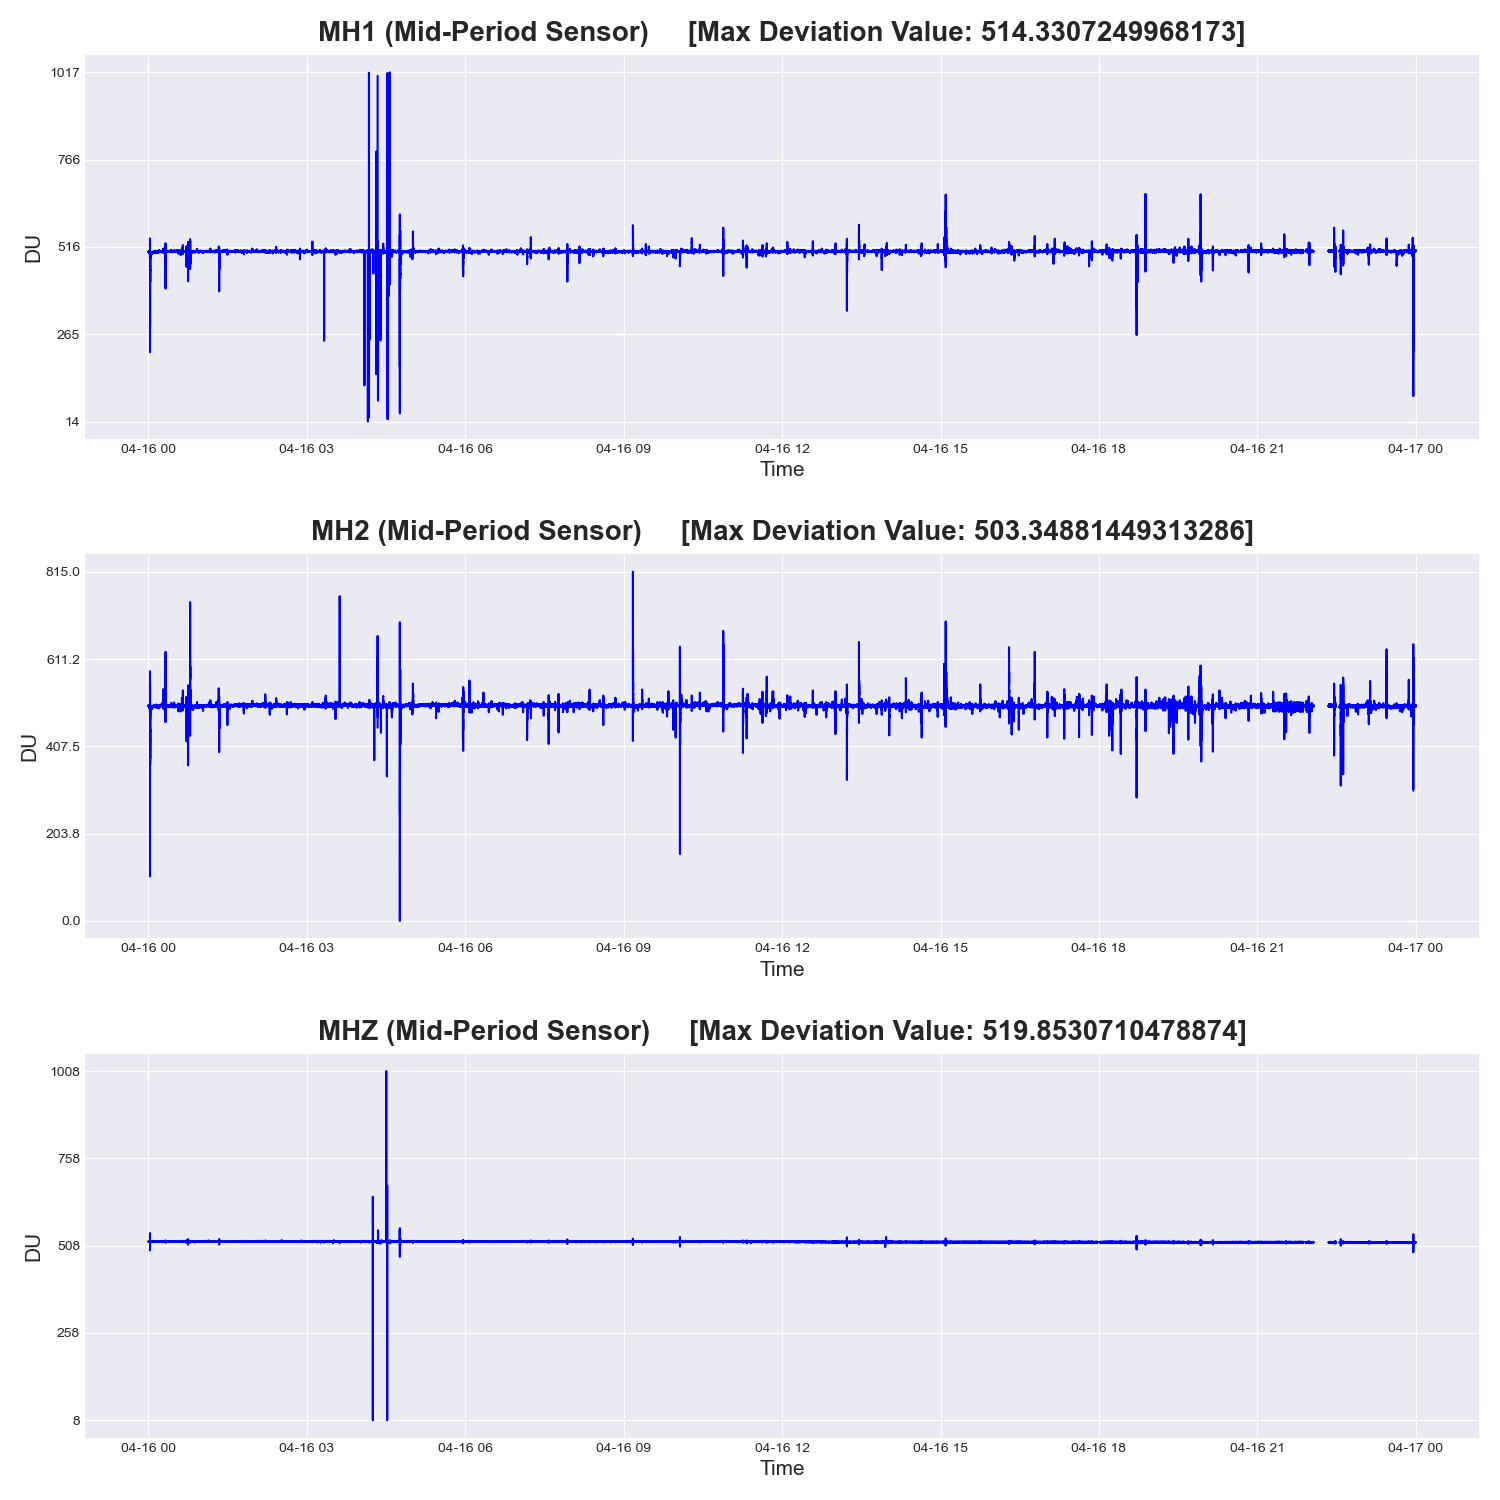 MH1 (Mid-Period Sensor) [Max Deviation Value: 514.3307249968173]
1017
766
516
265
14
DU
04-16 00 04-16 03 04-16 06 04-16 09 04-16 12 04-16 15 04-16 18 04-16 21 04-17 00
Time
MH2 (Mid-Period Sensor) [Max Deviation Value: 503.34881449313286]
815.0
611.2
407.5
203.8
0.0
DU
04-16 00 04-16 03 04-16 06 04-16 09 04-16 12 04-16 15 04-16 18 04-16 21 04-17 00
Time
MHZ (Mid-Period Sensor) [Max Deviation Value: 519.8530710478874]
1008
758
508
258
8
DU
04-16 00 04-16 03 04-16 06 04-16 09 04-16 12 04-16 15 04-16 18 04-16 21 04-17 00
Time